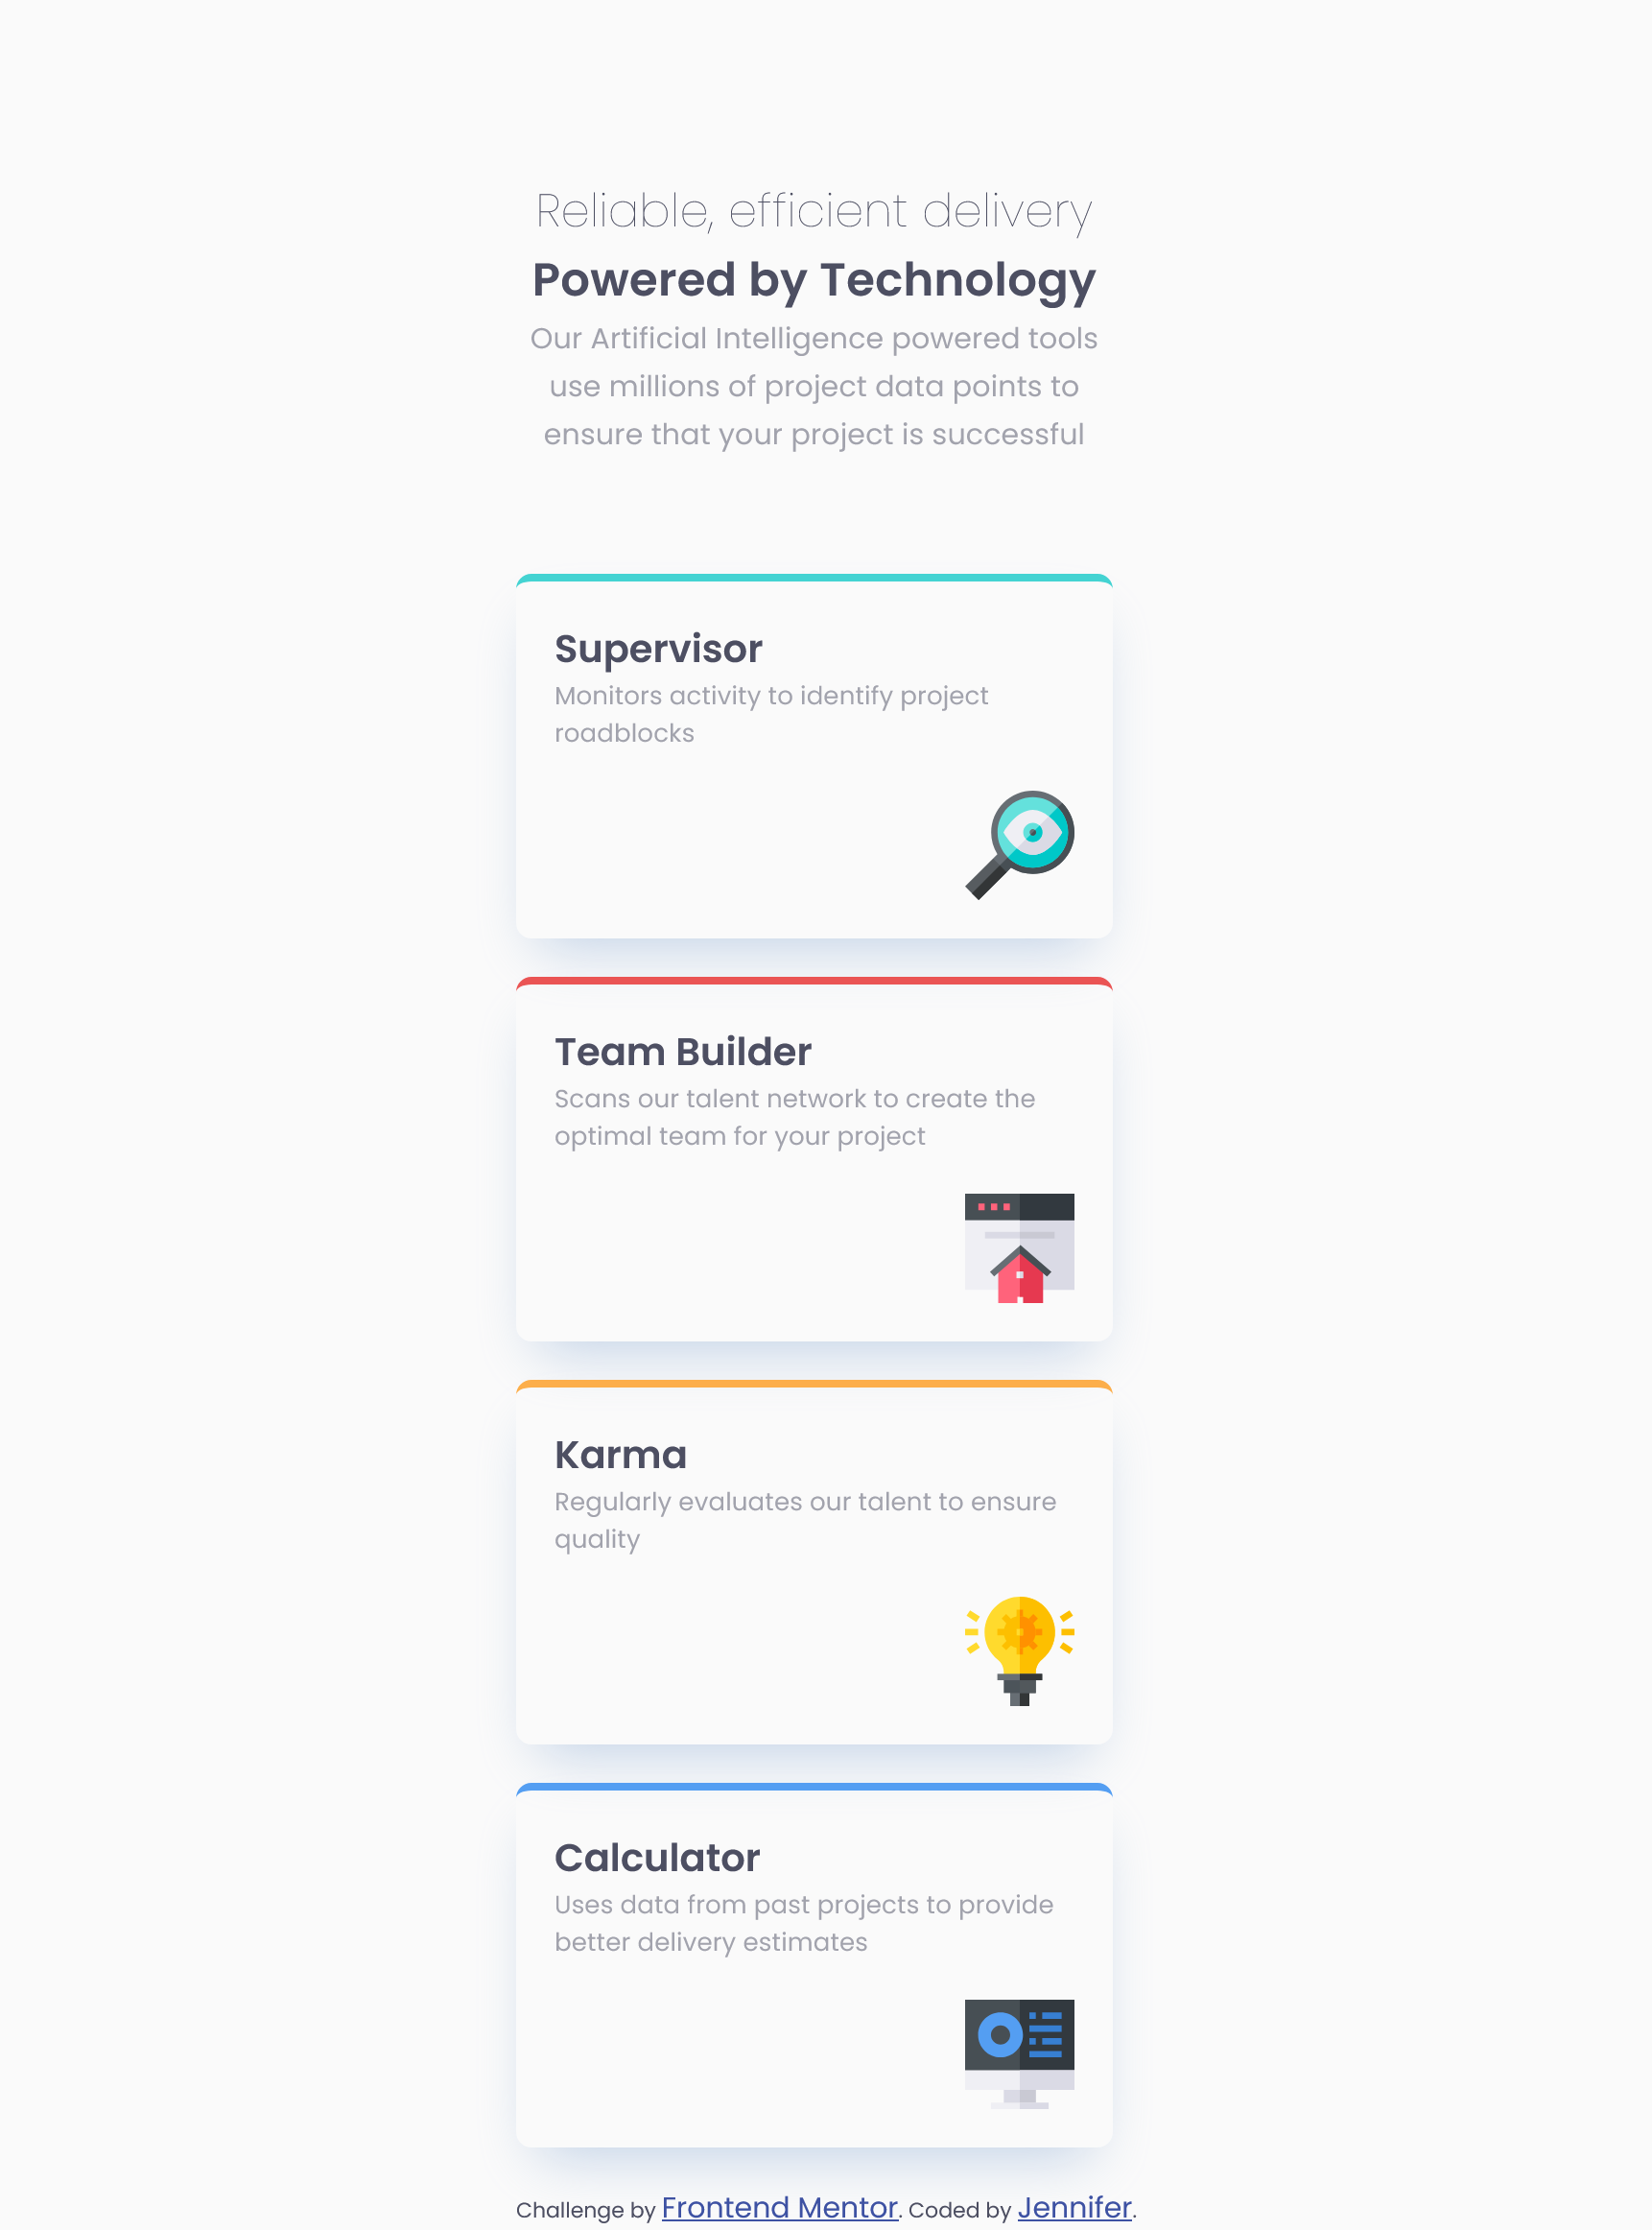 Reliable, efficient delivery
Powered by Technology
Our Artificial Intelligence powered tools
use millions of project data points to
ensure that your project is successful
Supervisor
Monitors activity to identify project
roadblocks
Team Builder
Scans our talent network to create the
optimal team for your project
Karma
Regularly evaluates our talent to ensure
quality
Calculator
Uses data from past projects to provide
better delivery estimates
Challenge by Frontend Mentor. Coded by Jennifer.